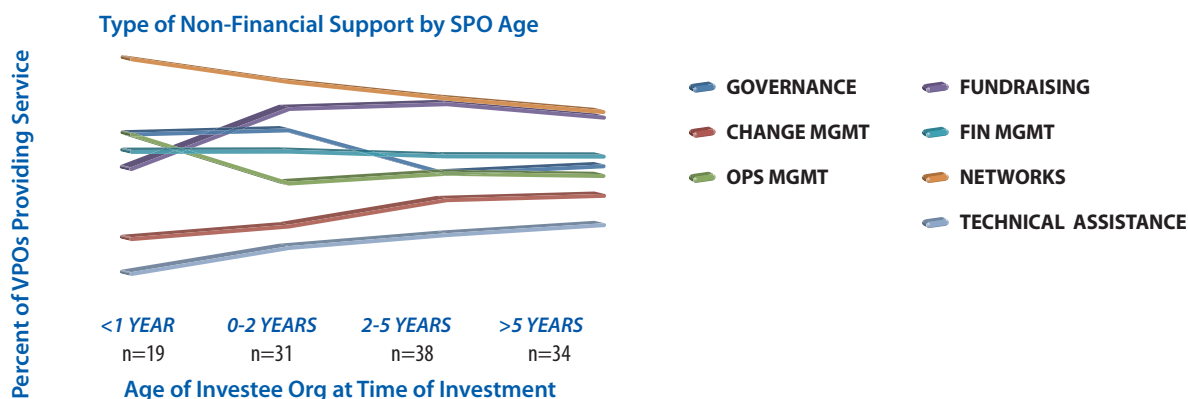 Type of Non-Financial Support by SPO Age
Percent of VPOs Providing Service
GOVERNANCE
FUNDRAISING
CHANGE MGMT
FIN MGMT
OPS MGMT
NETWORKS
TECHNICAL ASSISTANCE
<1 YEAR 0-2 YEARS 2-5 YEARS >5 YEARS
n=19 n=31 n=38 n=34
Age of Investee Org at Time of Investment